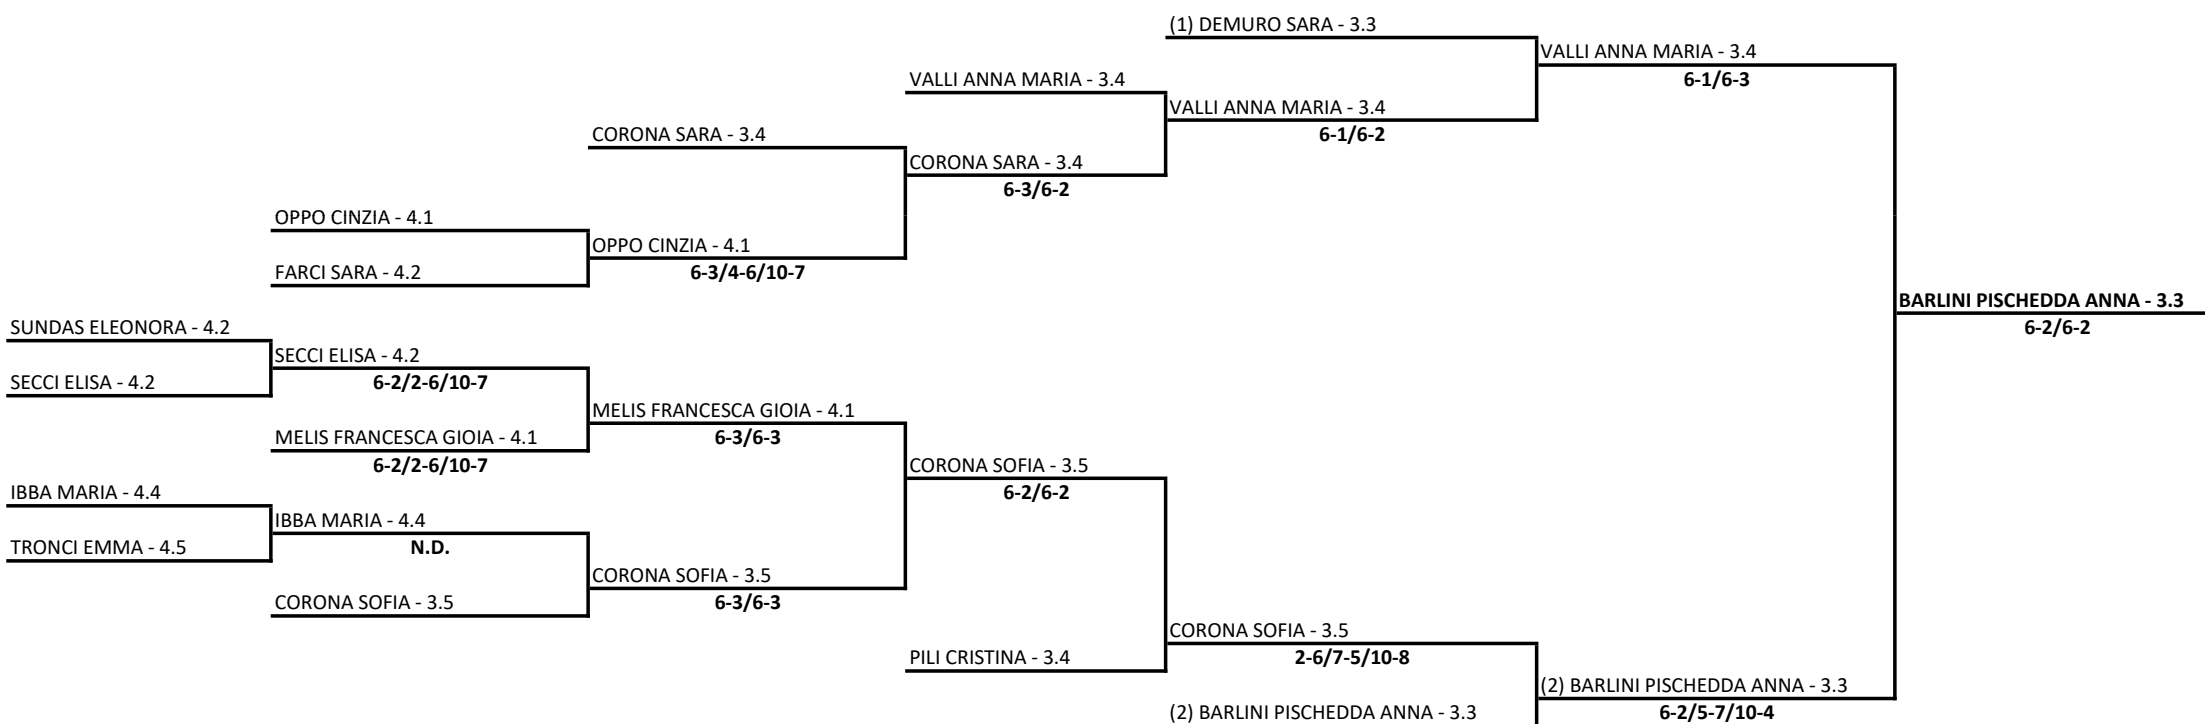 (1) DEMURO SARA - 3.3
VALLI ANNA MARIA - 3.4
6-1/6-3
VALLI ANNA MARIA - 3.4
VALLI ANNA MARIA - 3.4
6-1/6-2
CORONA SARA - 3.4
CORONA SARA - 3.4
6-3/6-2
OPPO CINZIA - 4.1
OPPO CINZIA - 4.1
6-3/4-6/10-7
FARCI SARA - 4.2
BARLINI PISCHEDDA ANNA - 3.3
6-2/6-2
SUNDAS ELEONORA - 4.2
SECCI ELISA - 4.2
6-2/2-6/10-7
SECCI ELISA - 4.2
MELIS FRANCESCA GIOIA - 4.1
6-3/6-3
MELIS FRANCESCA GIOIA - 4.1
6-2/2-6/10-7
CORONA SOFIA - 3.5
6-2/6-2
IBBA MARIA - 4.4
IBBA MARIA - 4.4
N.D.
TRONCI EMMA - 4.5
CORONA SOFIA - 3.5
6-3/6-3
CORONA SOFIA - 3.5
CORONA SOFIA - 3.5
2-6/7-5/10-8
PILI CRISTINA - 3.4
(2) BARLINI PISCHEDDA ANNA - 3.3
6-2/5-7/10-4
(2) BARLINI PISCHEDDA ANNA - 3.3